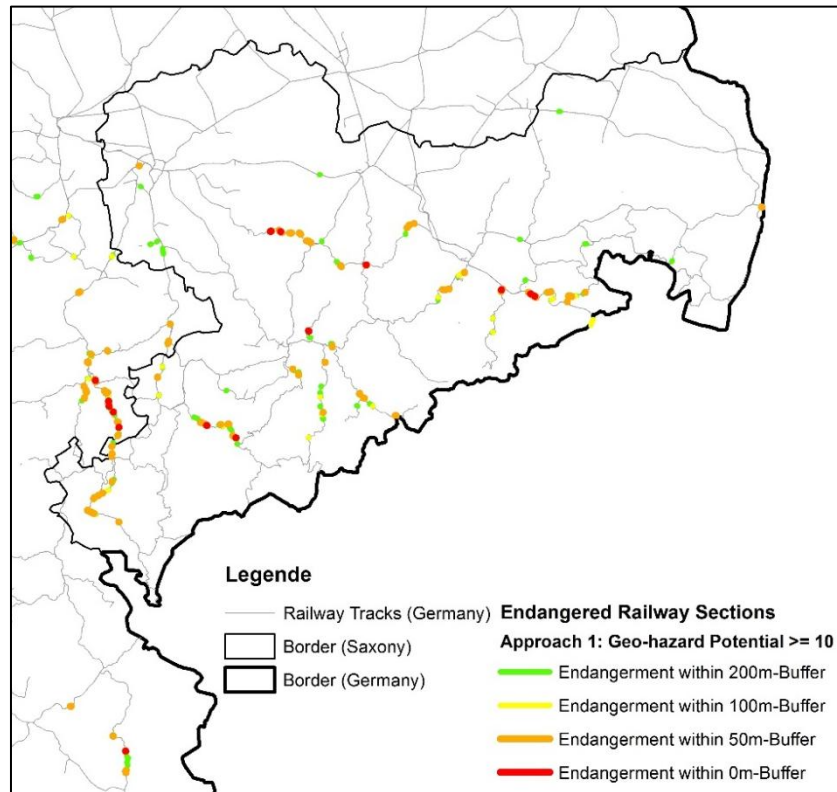 Legende
Railway Tracks (Germany)
Border (Saxony)
Border (Germany)
Endangered Railway Sections
Approach 1: Geo-hazard Potential >= 10
Endangerment within 200m-Buffer
Endangerment within 100m-Buffer
Endangerment within 50m-Buffer
Endangerment within 0m-Buffer